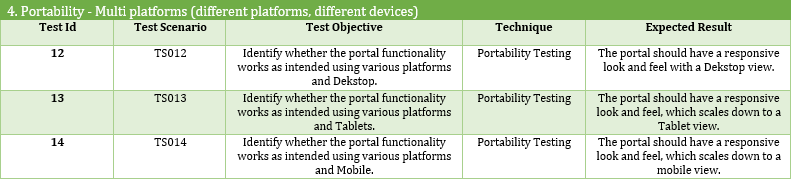 4. Portability - Multi platforms (different platforms, different devices)
Test Id Test Scenario Test Objective Technique Expected Result
12 TS012 Identify whether the portal functionality Portability Testing The portal should have a responsive
works as intended using various platforms look and feel with a Dekstop view.
and Dekstop.
13 TS013 Identify whether the portal functionality Portability Testing The portal should have a responsive
works as intended using various platforms look and feel, which scales down to a
and Tablets. Tablet view.
14 TS014 Identify whether the portal functionality Portability Testing The portal should have a responsive
works as intended using various platforms look and feel, which scales down to a
and Mobile. mobile view.